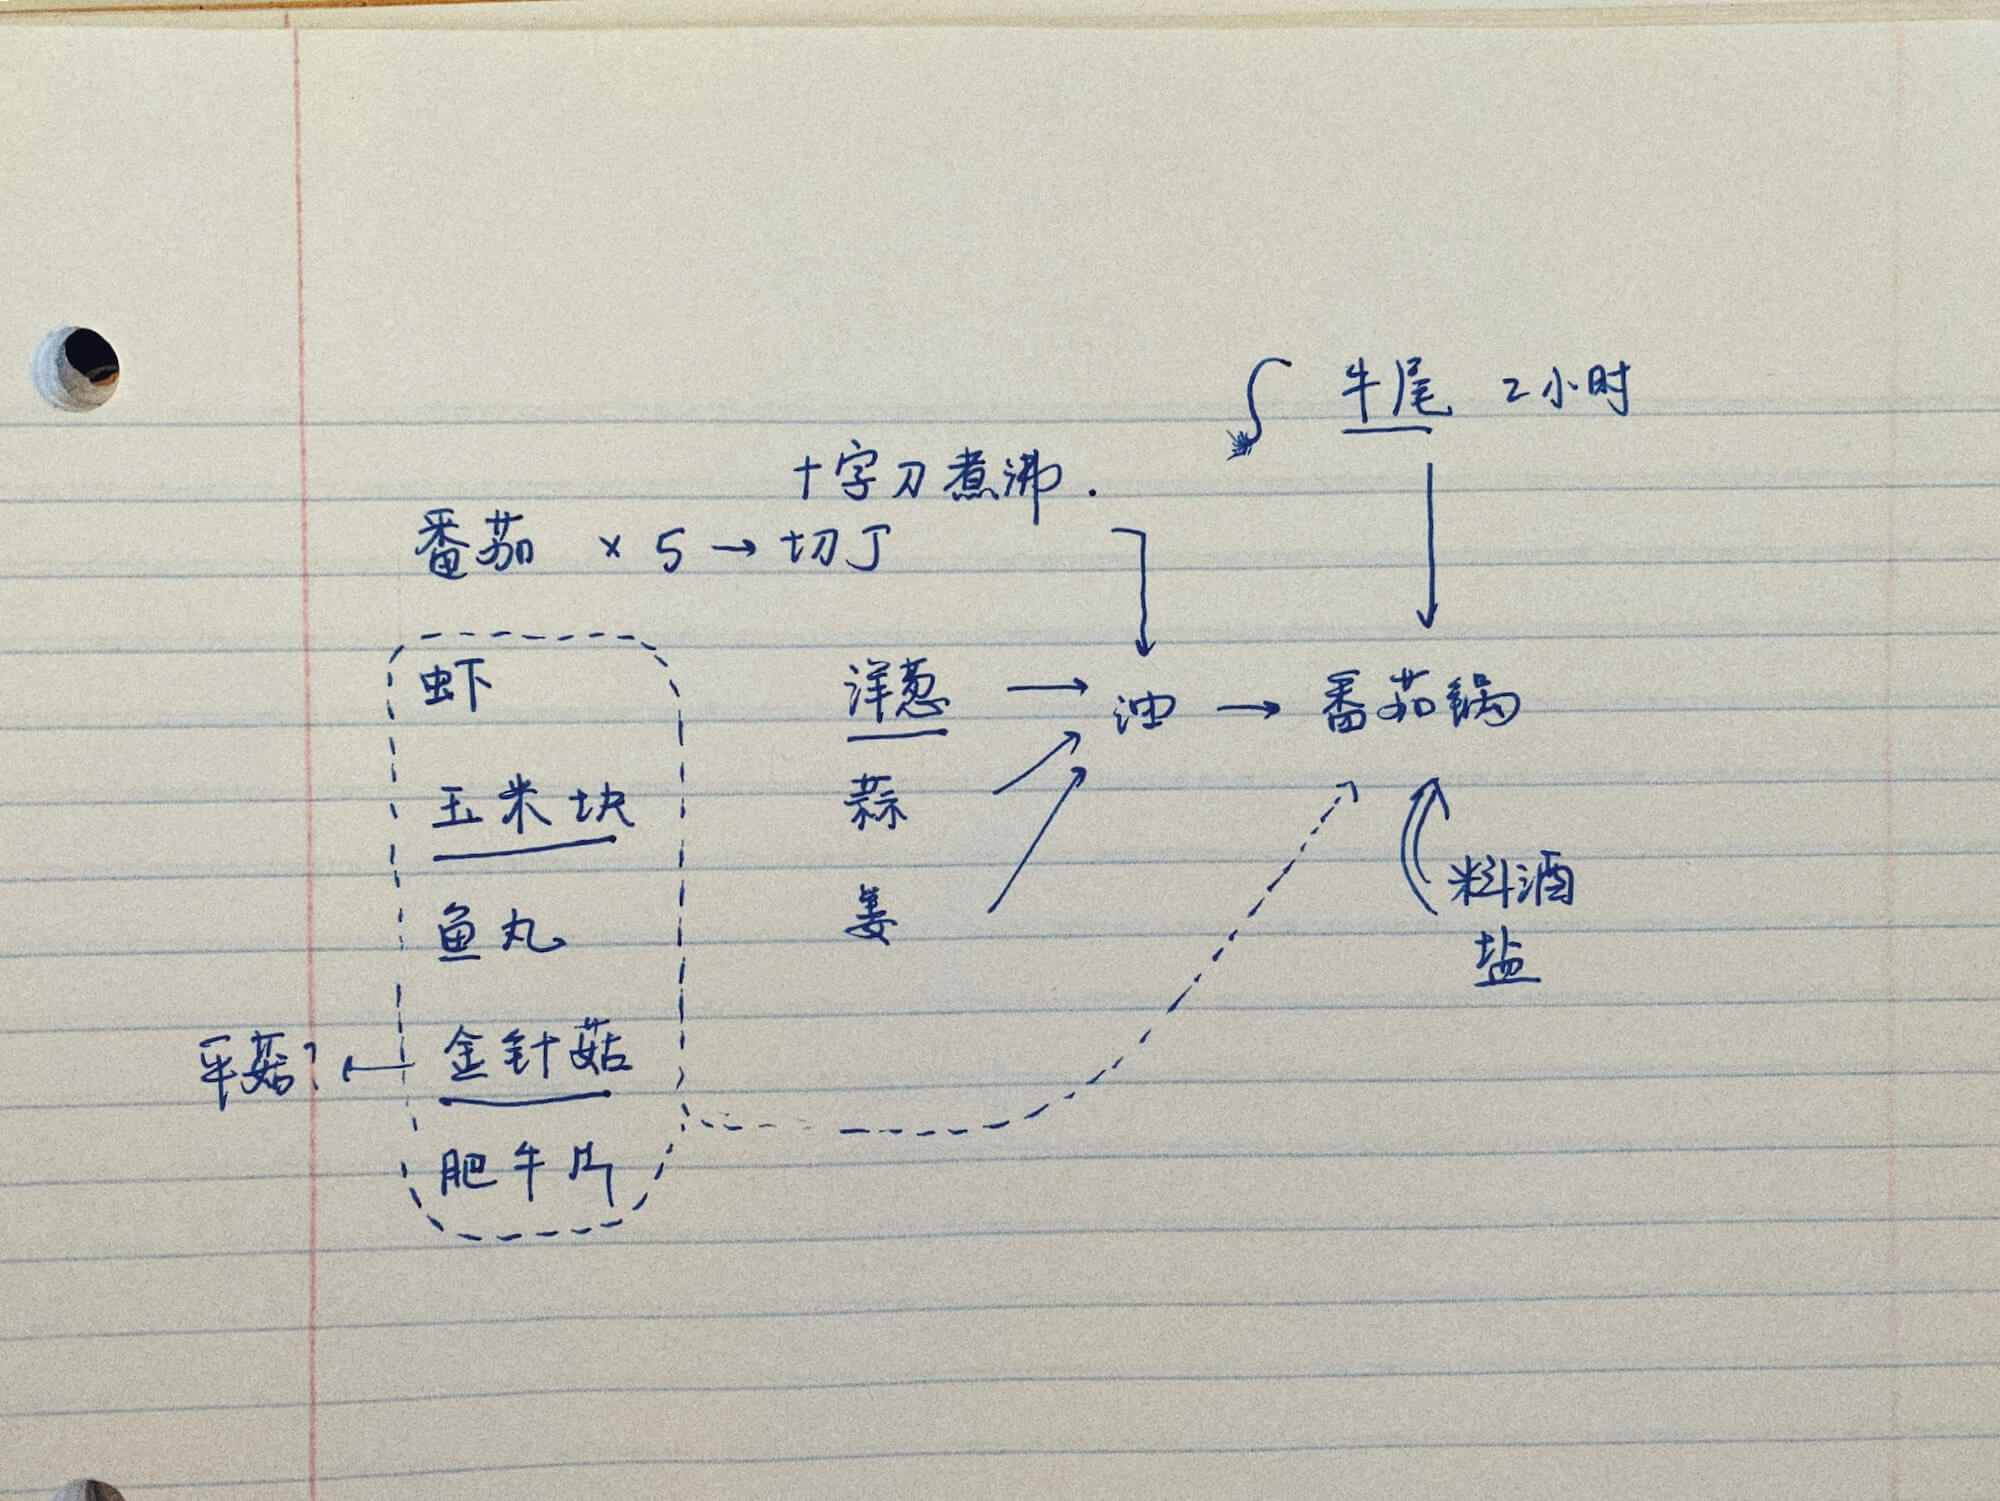 牛尾 2小时
十字刀煮沸.
番茄 × 5 → 切丁
虾
洋葱 → 油 → 番茄锅
玉米块
蒜
料酒
鱼丸
姜
盐
平菇? ← 金针菇
肥牛片